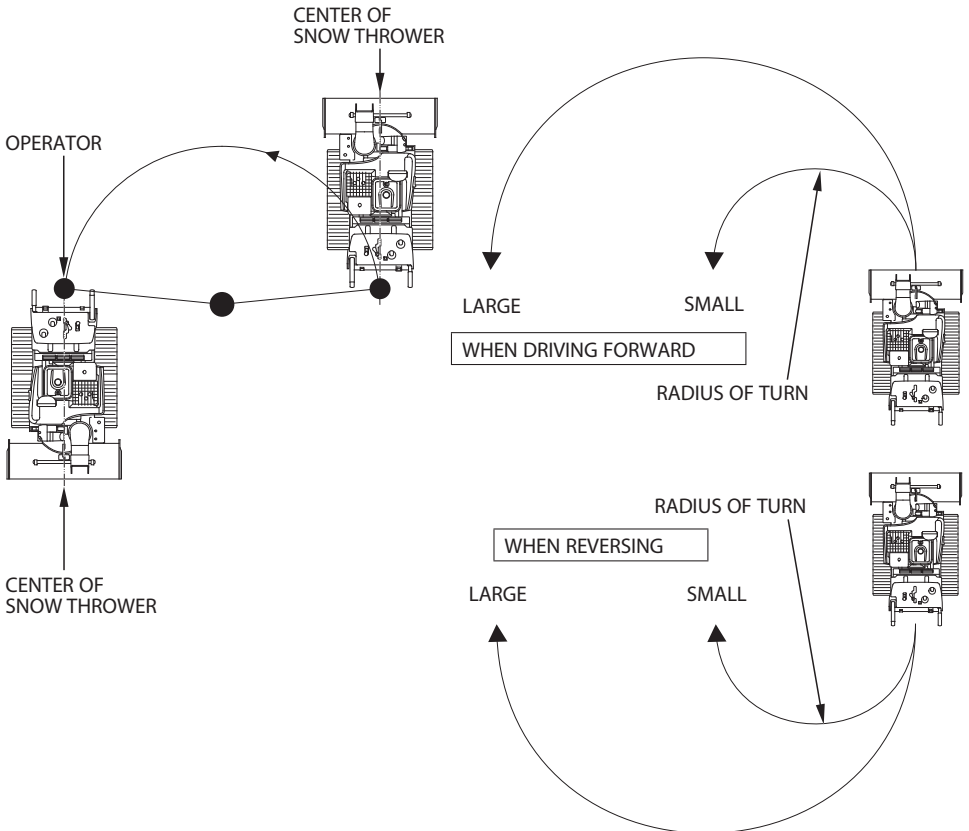 CENTER OF
SNOW THROWER
OPERATOR
LARGE
SMALL
WHEN DRIVING FORWARD
RADIUS OF TURN
RADIUS OF TURN
WHEN REVERSING
CENTER OF
SNOW THROWER
LARGE
SMALL